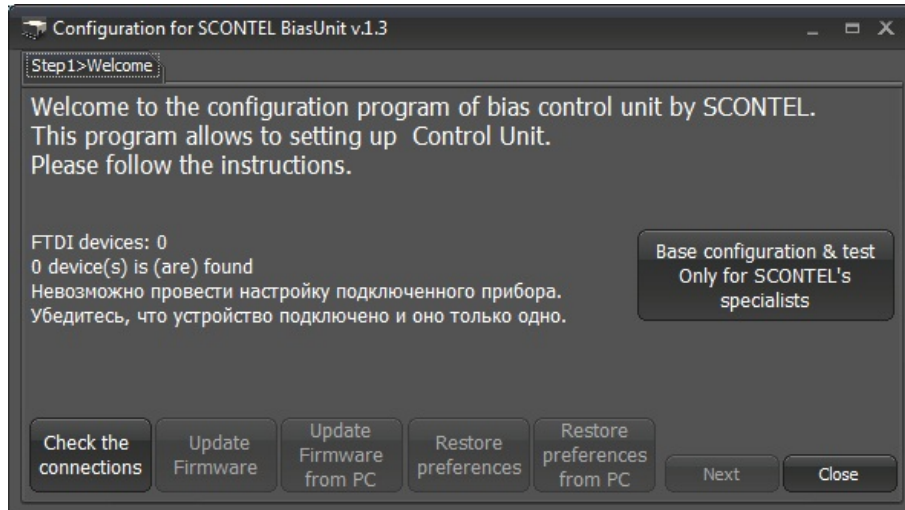 Configuration for SCONTEL BiasUnit v.1.3
Step1>Welcome
Welcome to the configuration program of bias control unit by SCONTEL.
This program allows to setting up Control Unit.
Please follow the instructions.
FTDI devices: 0
0 device(s) is (are) found
Невозможно провести настройку подключенного прибора.
Убедитесь, что устройство подключено и оно только одно.
Base configuration & test
Only for SCONTEL's
specialists
Check the
connections
Update
Firmware
Update
Firmware
from PC
Restore
preferences
Restore
preferences
from PC
Next
Close